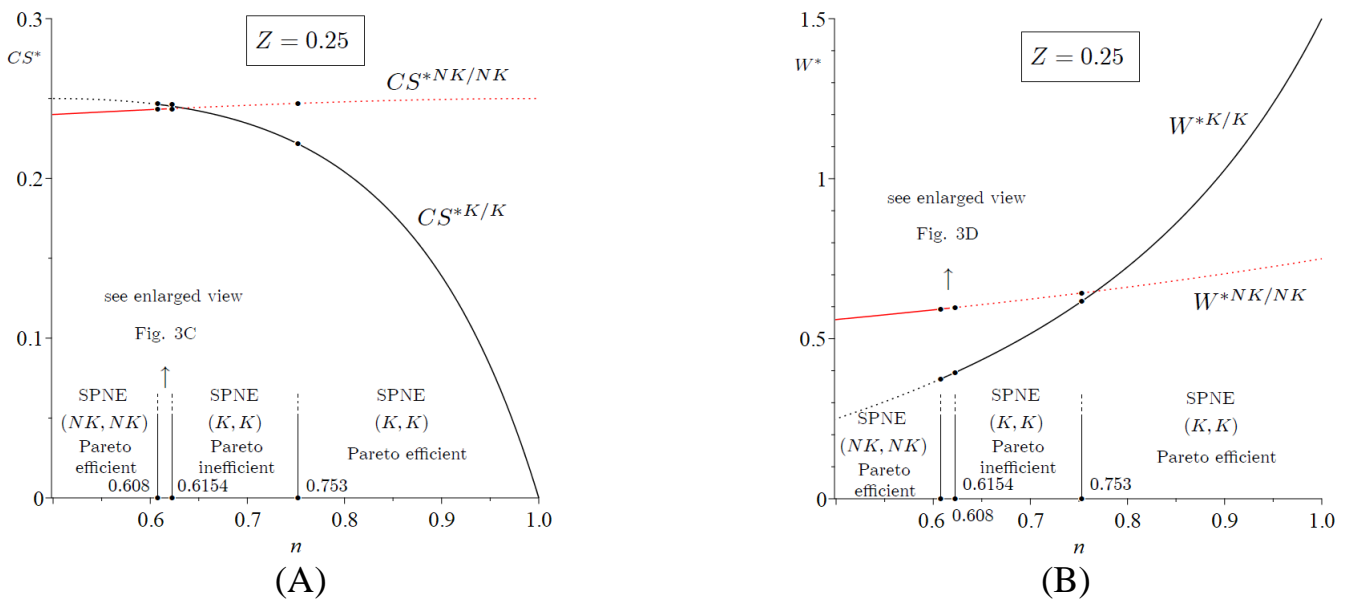 0.3
CS*
Z = 0.25
CS*NK/NK
0.2
CS*K/K
see enlarged view
Fig. 3C
↑
0.1
SPNE
(NK, NK)
Pareto
efficient
SPNE
(K, K)
Pareto
inefficient
SPNE
(K, K)
Pareto efficient
0.608
0.6154
0.753
0
0.6 0.7 0.8 0.9 1.0
n
(A)
1.5
W*
Z = 0.25
W*K/K
1
see enlarged view
Fig. 3D
↑
W*NK/NK
0.5
SPNE
(NK, NK)
Pareto
efficient
SPNE
(K, K)
Pareto
inefficient
SPNE
(K, K)
Pareto efficient
0.6154
0.753
0
0.6 0.608 0.7 0.8 0.9 1.0
n
(B)